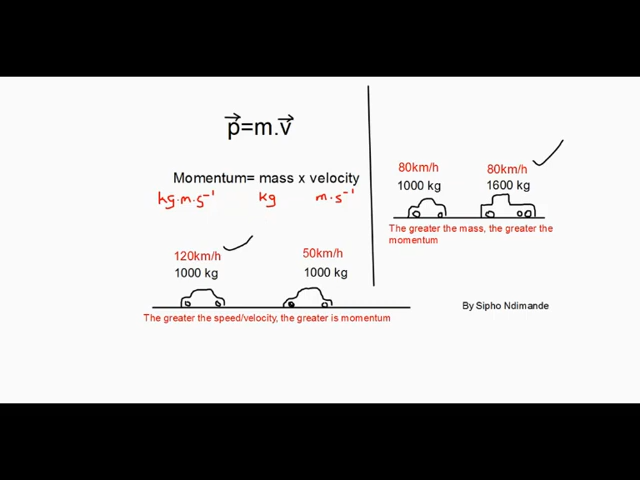 p⃗=m.v⃗
Momentum= mass x velocity
kg·m·s⁻¹ kg m·s⁻¹
120km/h 50km/h
1000 kg 1000 kg
The greater the speed/velocity, the greater is momentum
80km/h 80km/h
1000 kg 1600 kg
The greater the mass, the greater the
momentum
By Sipho Ndimande